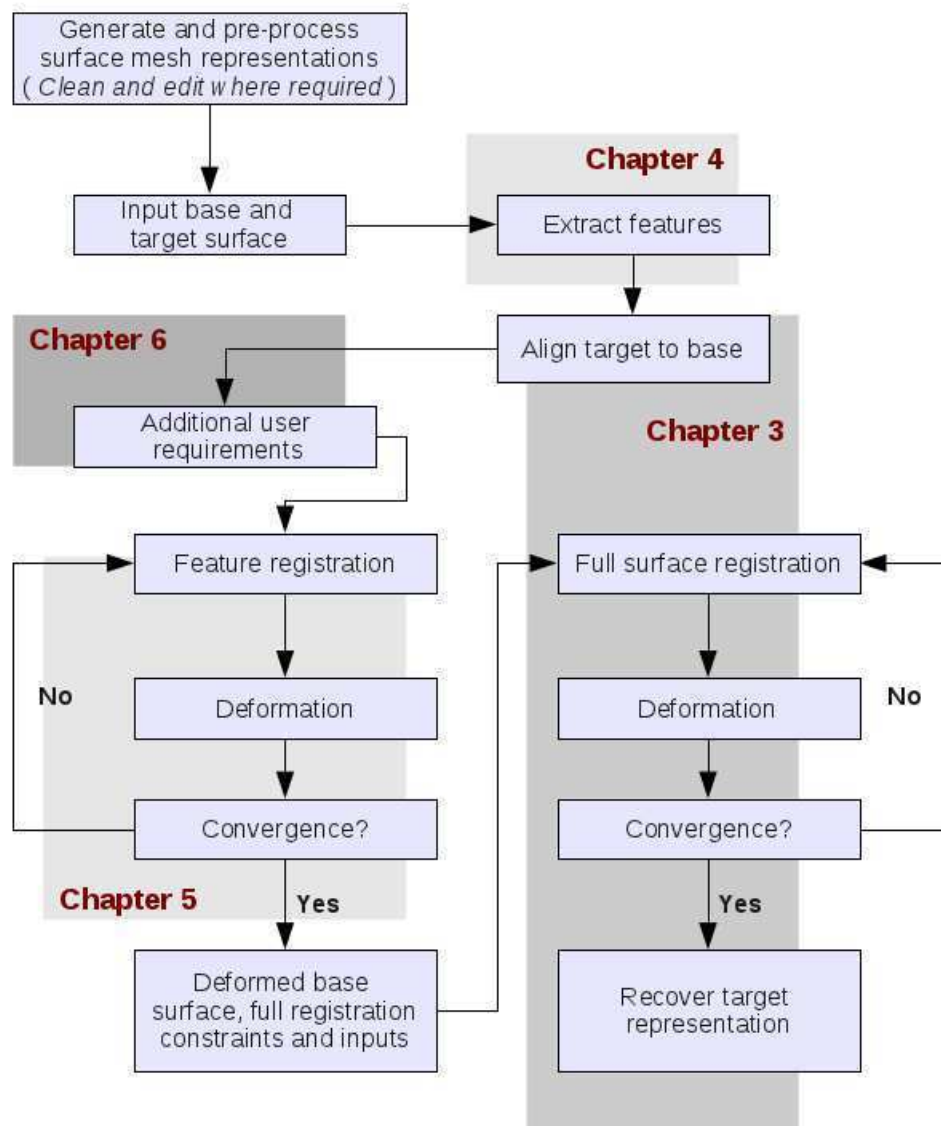 Generate and pre-process
surface mesh representations
( Clean and edit where required )
Chapter 4
Input base and
target surface
Extract features
Chapter 6
Align target to base
Additional user
requirements
Chapter 3
Feature registration
Full surface registration
No
Deformation
Deformation
No
Convergence?
Convergence?
Chapter 5
Yes
Yes
Deformed base
surface, full registration
constraints and inputs
Recover target
representation